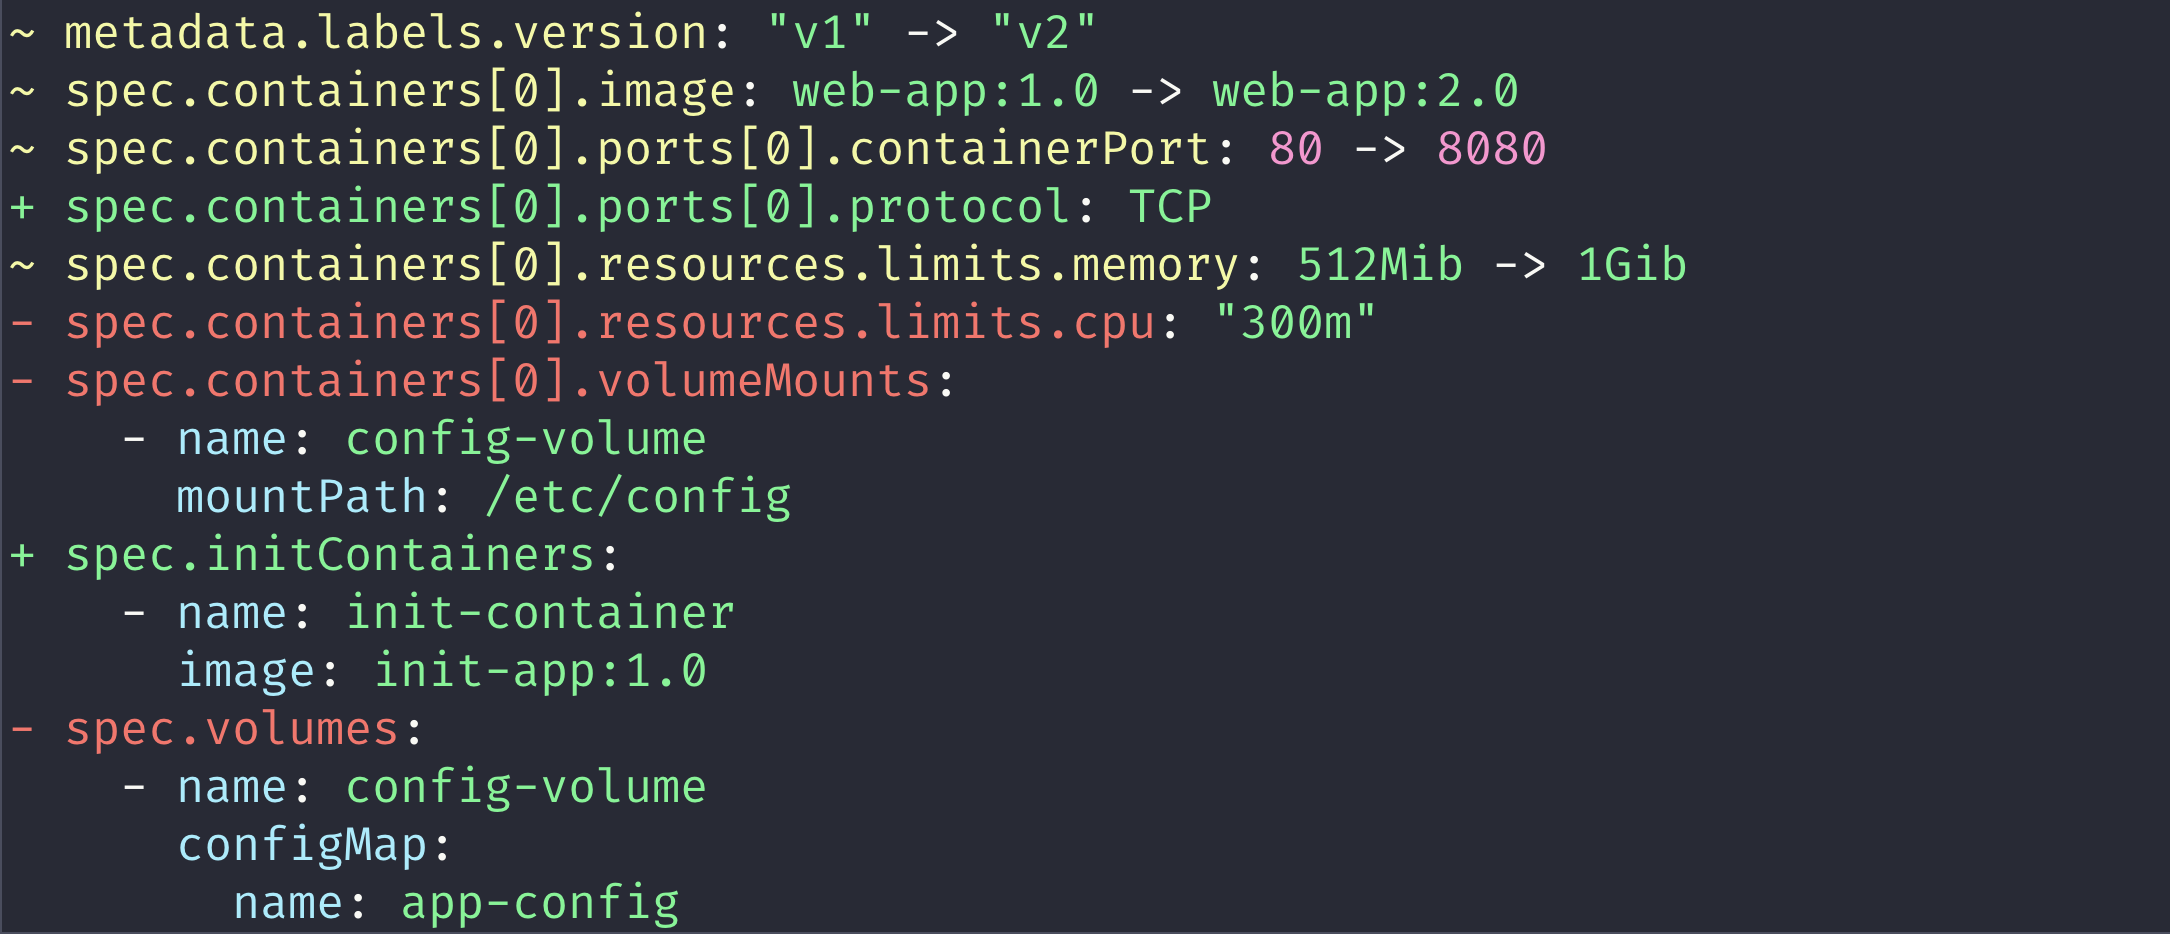 ~ metadata.labels.version: "v1" -> "v2"
~ spec.containers[0].image: web-app:1.0 -> web-app:2.0
~ spec.containers[0].ports[0].containerPort: 80 -> 8080
+ spec.containers[0].ports[0].protocol: TCP
~ spec.containers[0].resources.limits.memory: 512Mib -> 1Gib
- spec.containers[0].resources.limits.cpu: "300m"
- spec.containers[0].volumeMounts:
    - name: config-volume
      mountPath: /etc/config
+ spec.initContainers:
    - name: init-container
      image: init-app:1.0
- spec.volumes:
    - name: config-volume
      configMap:
        name: app-config